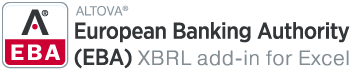 EBA
ALTOVA®
European Banking Authority
(EBA) XBRL add-in for Excel